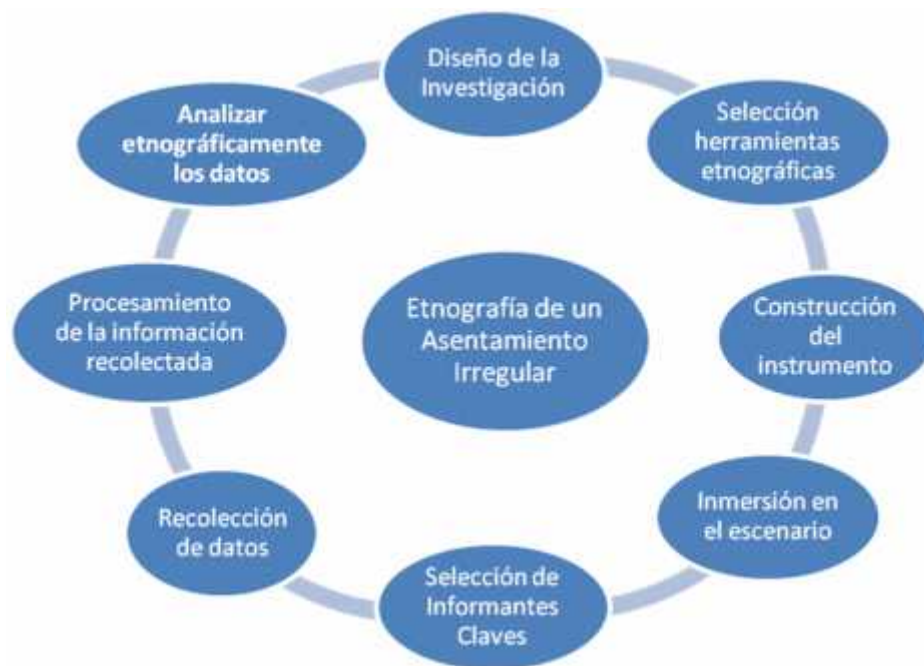 Diseño de la
Investigación
Selección
herramientas
etnográficas
Construcción
del
instrumento
Inmersión en
el escenario
Selección de
Informantes
Claves
Recolección
de datos
Procesamiento
de la información
recolectada
Analizar
etnográficamente
los datos
Etnografía de un
Asentamiento
Irregular